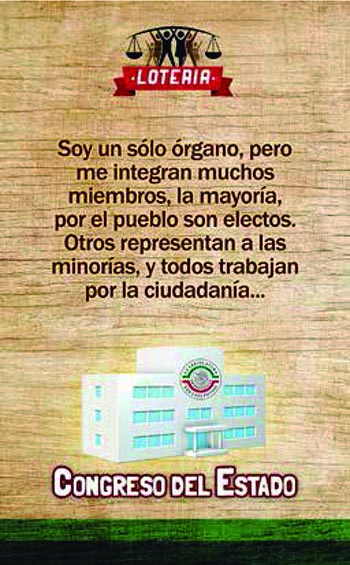 ·LOTERIA·
Soy un sólo órgano, pero
me integran muchos
miembros, la mayoría,
por el pueblo son electos.
Otros representan a las
minorías, y todos trabajan
por la ciudadanía...
CONGRESO DEL ESTADO